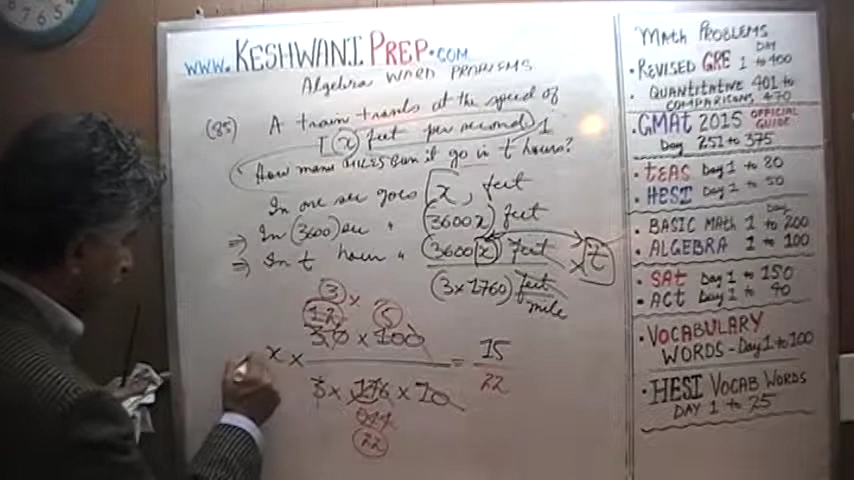 www.KESHWANI PREP.COM
Algebra WORD PROBLEMS
(85) A train travels at the speed of
[(x) feet per second] 1
How many MILES can it go in t hours?
In one sec goes [x, feet
⇒ In (3600) sec " (3600x) feet
⇒ In t hour " (3600x) feet × t
(3×1760) feet
mile
(3) ×
(12) (5)
36 × 100 15
x × =
3 × 176 × 10 22
044
(22)
MATH PROBLEMS
DAY
• REVISED GRE 1 to 400
• QUANTITATIVE 401 to
COMPARISONS 470
• GMAT 2015 OFFICIAL GUIDE
Day 251 to 375
• TEAS Day 1 to 80
• HESI Day 1 to 50
Day
• BASIC MATH 1 to 200
• ALGEBRA 1 to 100
• SAT Day 1 to 150
• ACT Day 1 to 90
• VOCABULARY
WORDS - Day 1 to 100
• HESI VOCAB WORDS
DAY 1 to 25